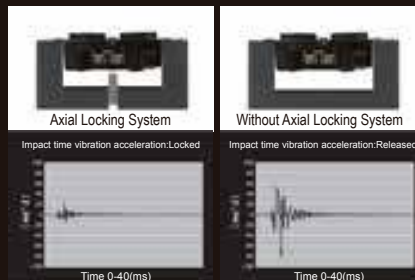 Axial Locking System
Without Axial Locking System
Impact time vibration acceleration:Locked
Impact time vibration acceleration:Released
Time 0-40(ms)
Time 0-40(ms)